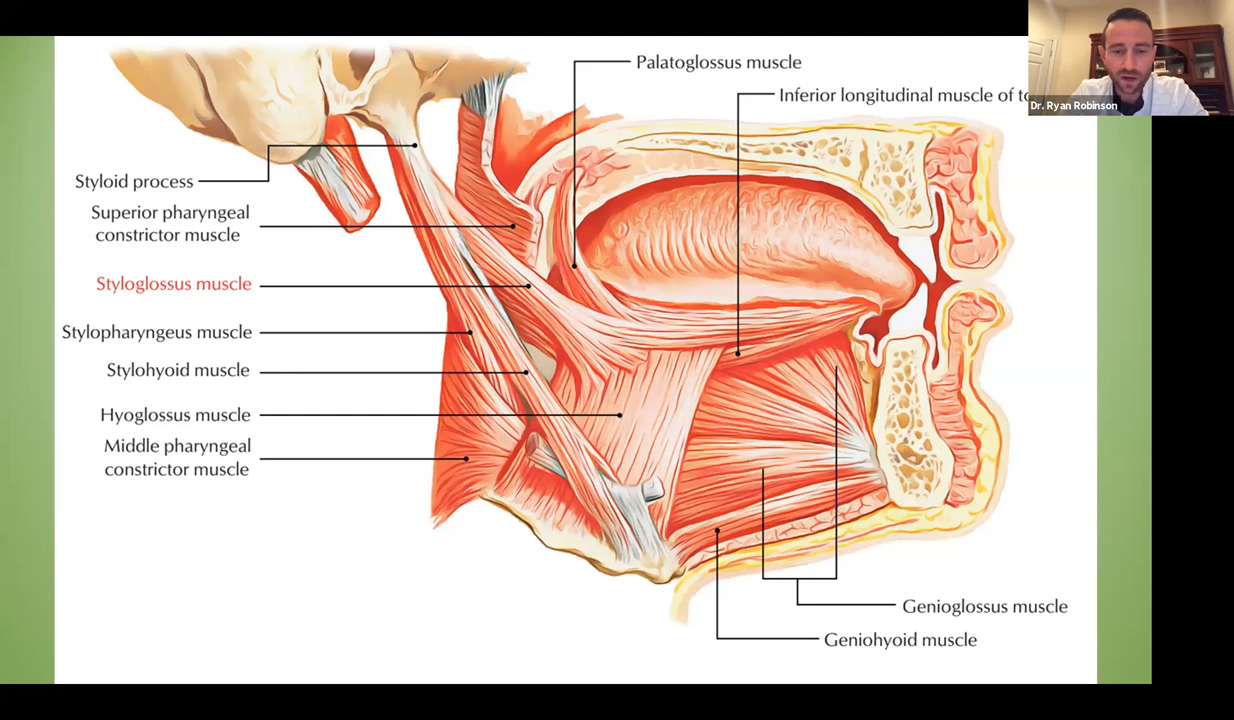 Palatoglossus muscle
Inferior longitudinal muscle of
Dr. Ryan Robinson
Styloid process
Superior pharyngeal
constrictor muscle
Styloglossus muscle
Stylopharyngeus muscle
Stylohyoid muscle
Hyoglossus muscle
Middle pharyngeal
constrictor muscle
Genioglossus muscle
Geniohyoid muscle